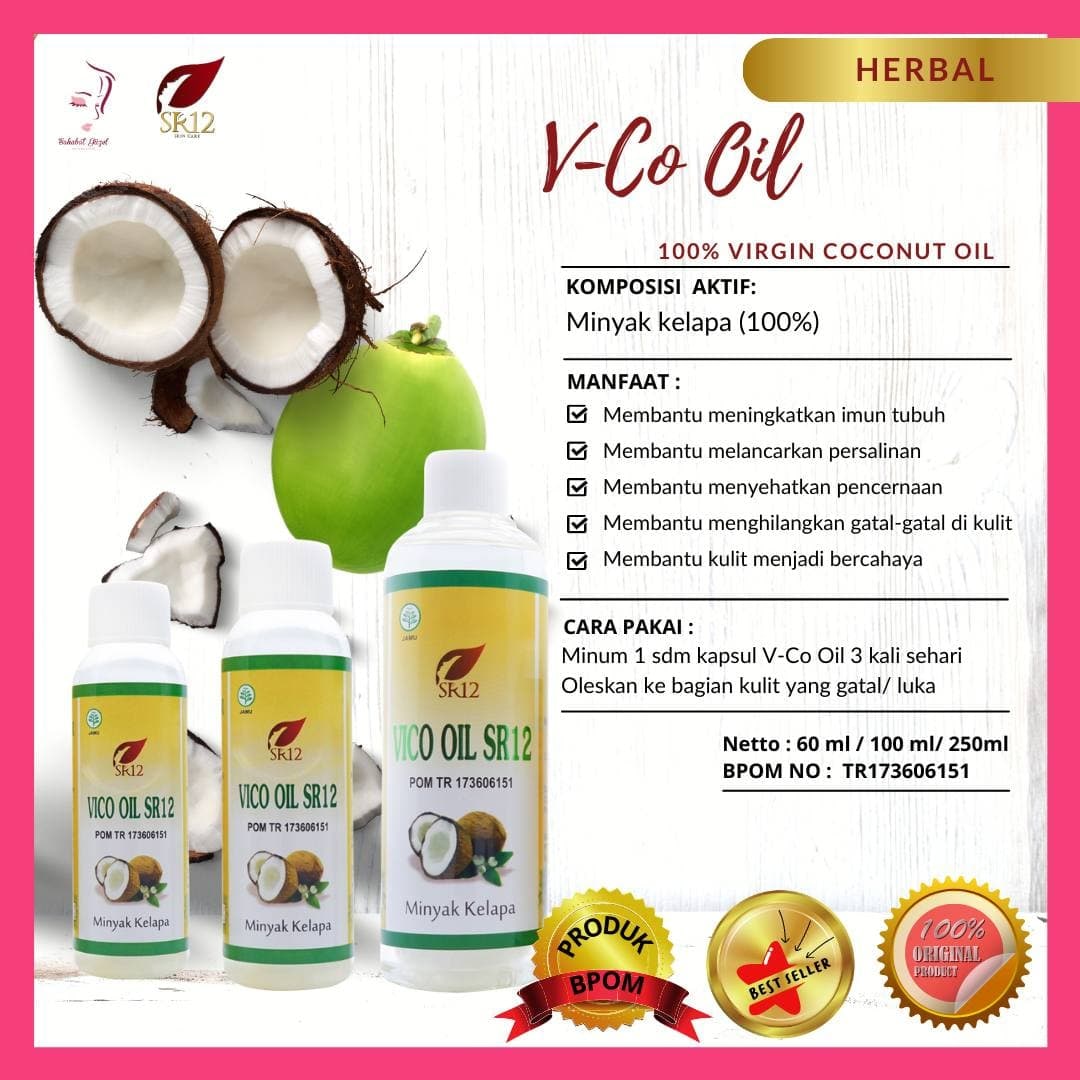 HERBAL
SR12
SKIN CARE
V-Co Oil
100% VIRGIN COCONUT OIL
KOMPOSISI AKTIF:
Minyak kelapa (100%)
MANFAAT :
Membantu meningkatkan imun tubuh
Membantu melancarkan persalinan
Membantu menyehatkan pencernaan
Membantu menghilangkan gatal-gatal di kulit
Membantu kulit menjadi bercahaya
CARA PAKAI :
Minum 1 sdm kapsul V-Co Oil 3 kali sehari
Oleskan ke bagian kulit yang gatal/ luka
Netto : 60 ml / 100 ml/ 250ml
BPOM NO : TR173606151
JAMU
SR12
VICO OIL SR12
POM TR 173606151
Minyak Kelapa
JAMU
SR12
VICO OIL SR12
POM TR 173606151
Minyak Kelapa
JAMU
SR12
VICO OIL SR12
POM TR 173606151
Minyak Kelapa
PRODUK
BPOM
BEST SELLER
100%
ORIGINAL
PRODUCT